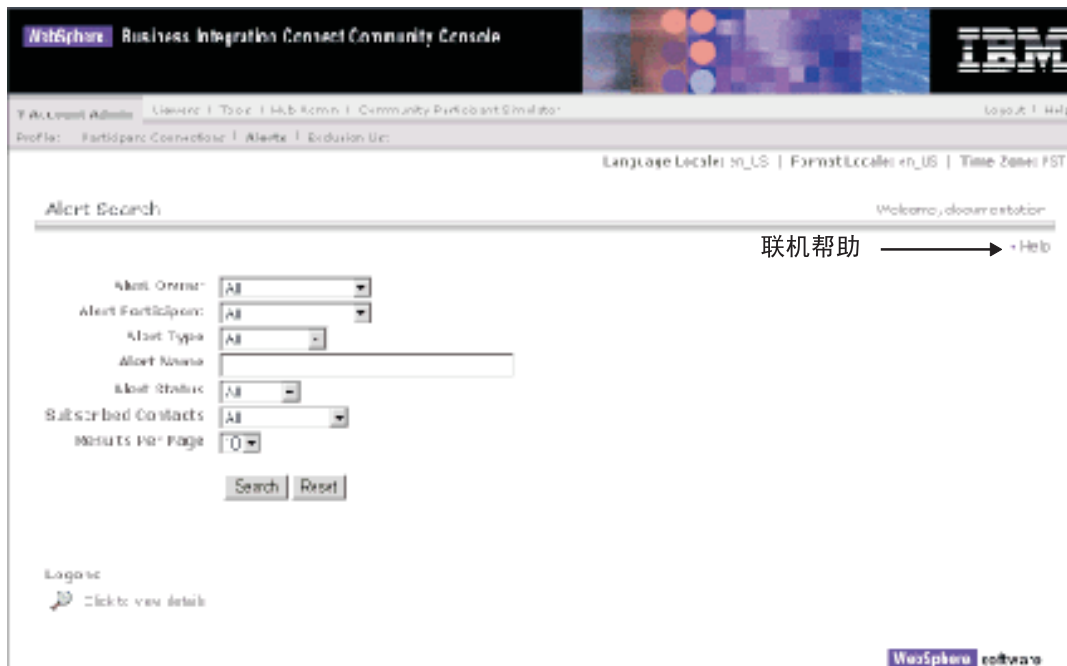 WebSphere Business Integration Connect Community Console
IBM
Account Admin Viewers | Tools | Hub Admin | Community Participant Simulator Logout | Help
Profiles Participant Connections | Alerts | Exclusion List
Language Locale: en_US | Format Locale: en_US | Time Zone: PST
Alert Search Welcome, documentation
联机帮助 Help
Alert Owner All
Alert Participant All
Alert Type All
Alert Name
Alert Status All
Subscribed Contacts All
Results Per Page 10
Search Reset
Legend
Click to view details
WebSphere software